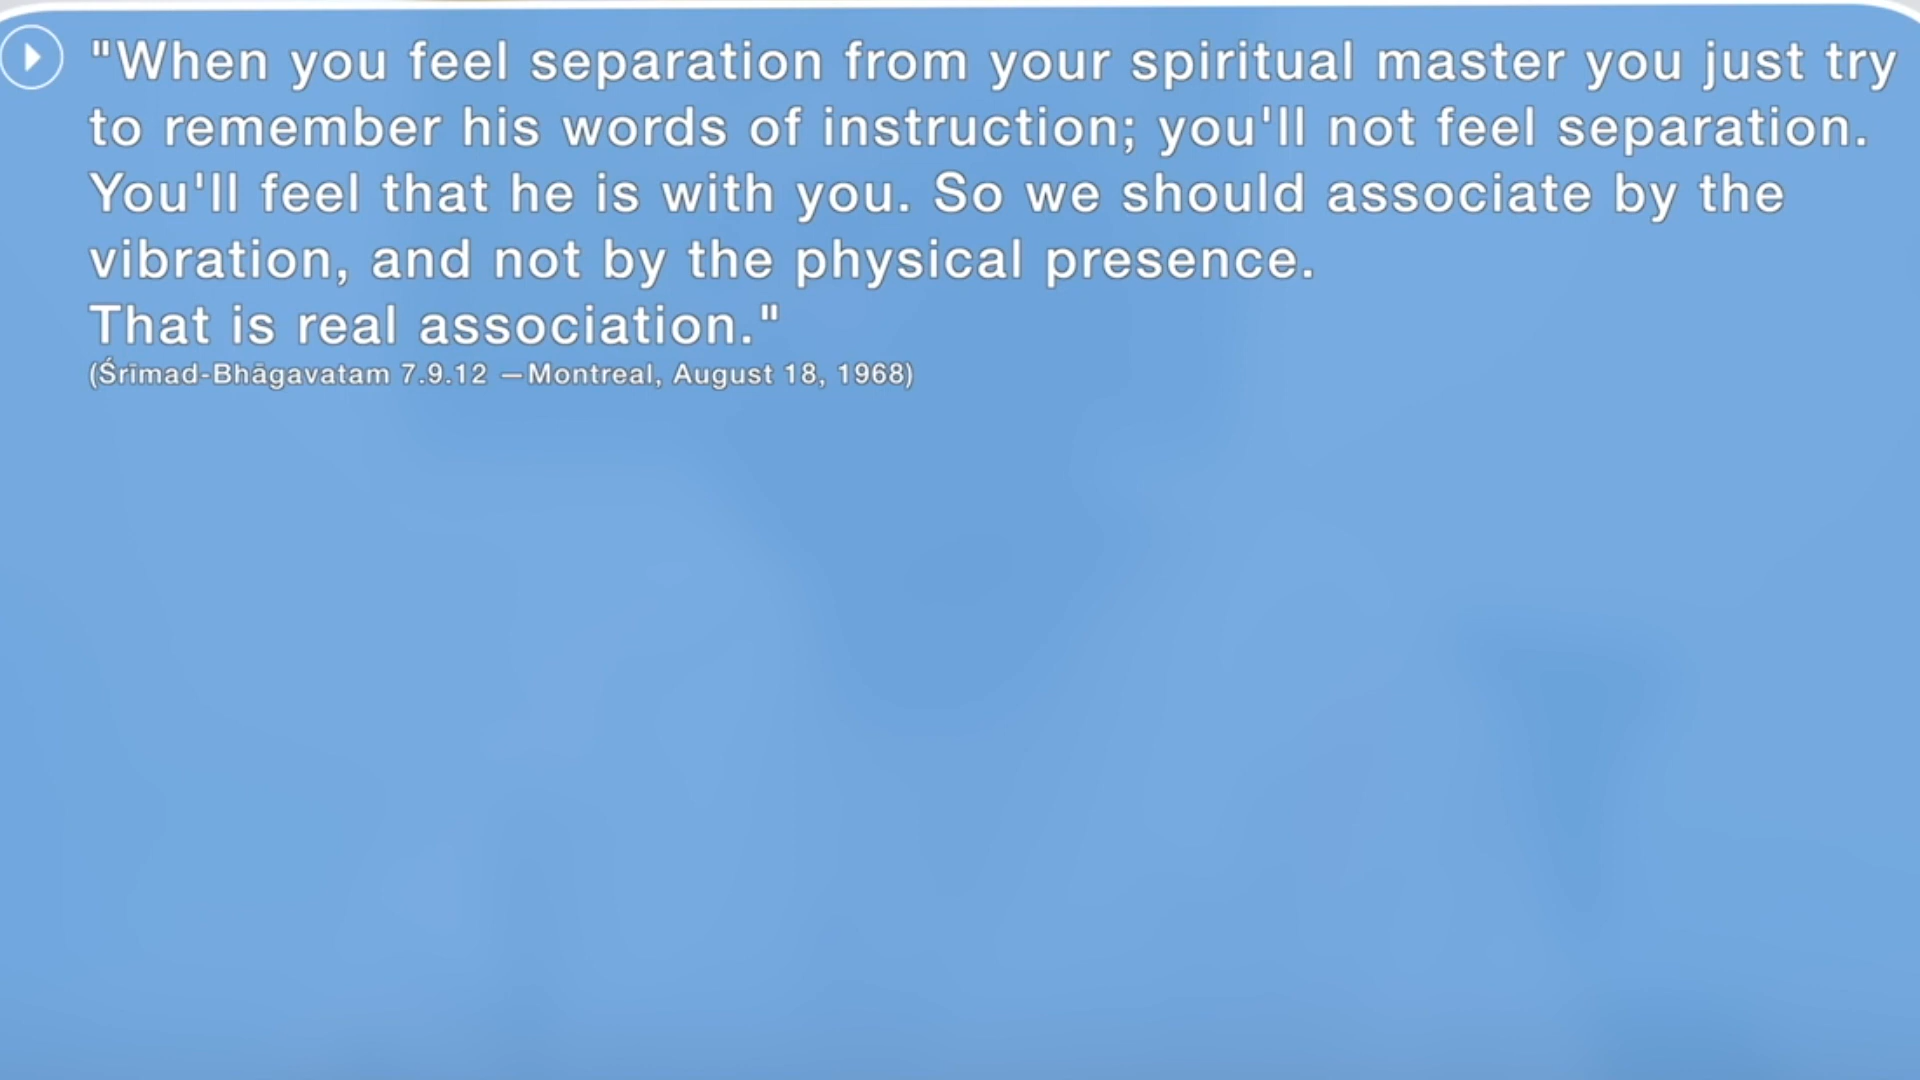 "When you feel separation from your spiritual master you just try
to remember his words of instruction; you'll not feel separation.
You'll feel that he is with you. So we should associate by the
vibration, and not by the physical presence.
That is real association."
(Śrīmad-Bhāgavatam 7.9.12 —Montreal, August 18, 1968)